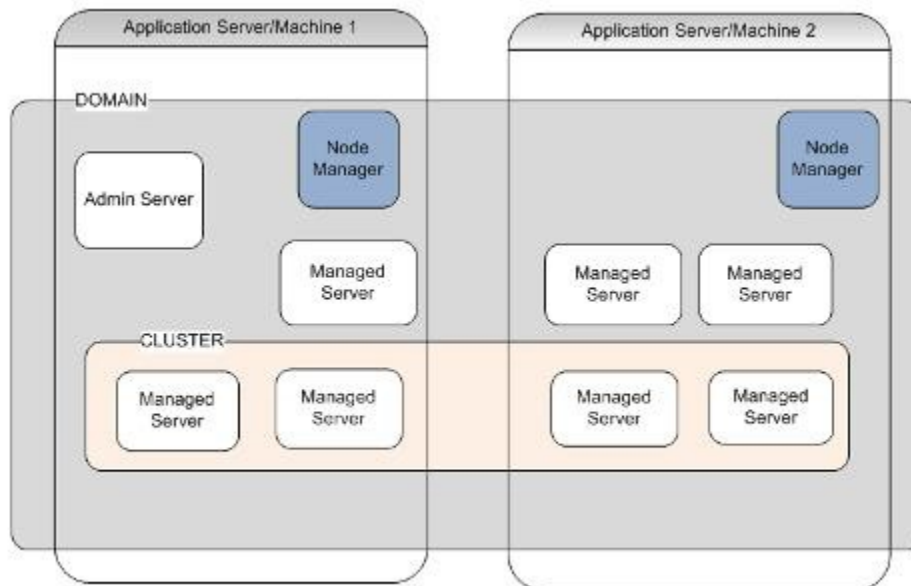 Application Server/Machine 1
Application Server/Machine 2
DOMAIN
Node
Manager
Node
Manager
Admin Server
Managed
Server
Managed
Server
Managed
Server
CLUSTER
Managed
Server
Managed
Server
Managed
Server
Managed
Server